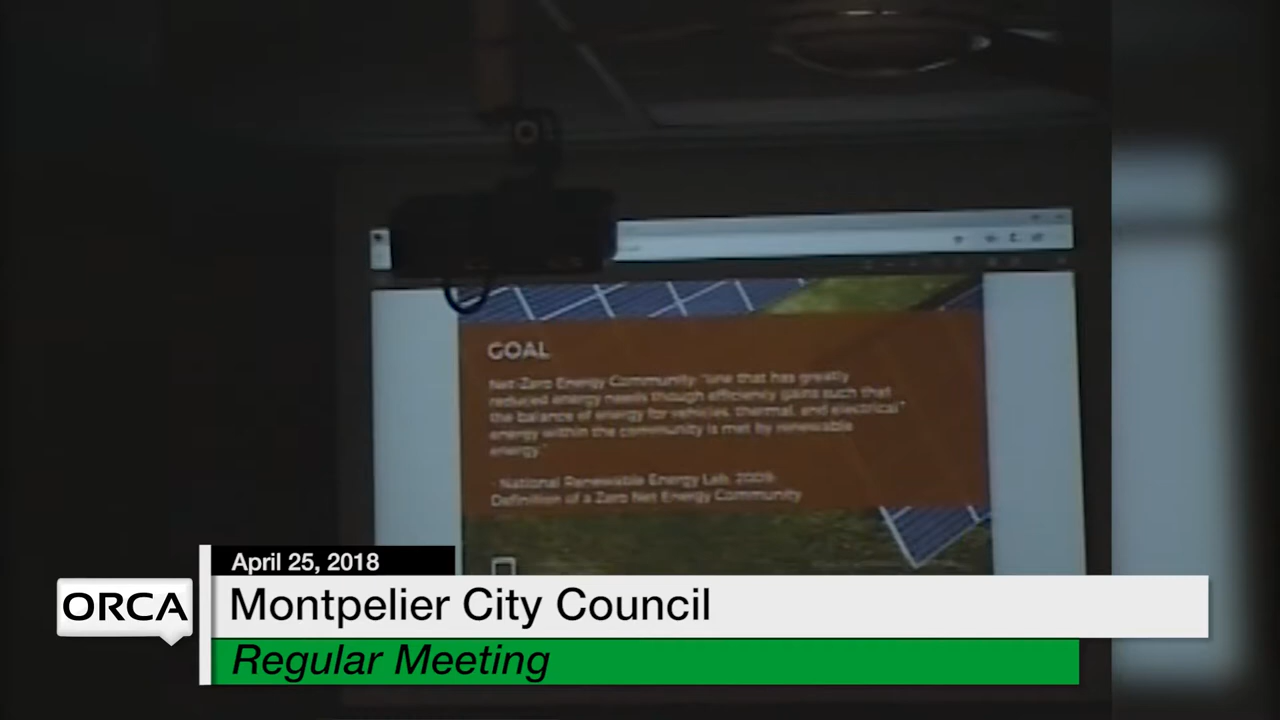 GOAL
Net-Zero Energy Community: "one that has greatly
reduced energy needs though efficiency gains such that
the balance of energy for vehicles, thermal, and electrical"
energy within the community is met by renewable
energy."
- National Renewable Energy Lab, 2009:
Definition of a Zero Net Energy Community
April 25, 2018
ORCA
Montpelier City Council
Regular Meeting